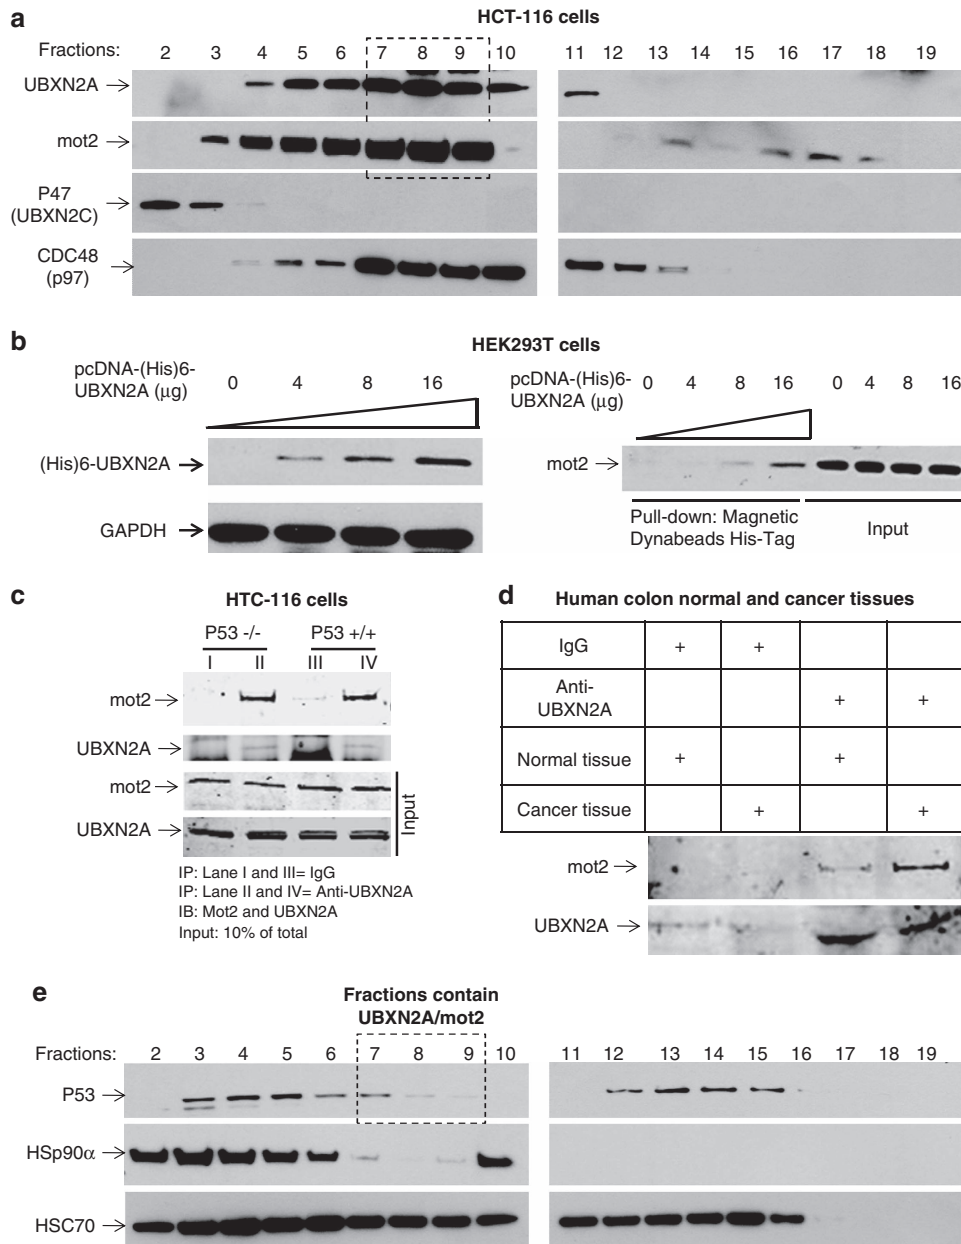 a
HCT-116 cells
Fractions: 2 3 4 5 6 7 8 9 10 11 12 13 14 15 16 17 18 19
UBXN2A
mot2
P47
(UBXN2C)
CDC48
(p97)
b
HEK293T cells
pcDNA-(His)6-
UBXN2A (μg)
0 4 8 16
(His)6-UBXN2A
GAPDH
pcDNA-(His)6-
UBXN2A (μg)
0 4 8 16 0 4 8 16
mot2
Pull-down: Magnetic
Dynabeads His-Tag
Input
c
HTC-116 cells
P53 -/- P53 +/+
I II III IV
mot2
UBXN2A
mot2
UBXN2A
Input
IP: Lane I and III= IgG
IP: Lane II and IV= Anti-UBXN2A
IB: Mot2 and UBXN2A
Input: 10% of total
d
Human colon normal and cancer tissues
IgG + +
Anti-
UBXN2A + +
Normal tissue + +
Cancer tissue + +
mot2
UBXN2A
e
Fractions contain
UBXN2A/mot2
Fractions: 2 3 4 5 6 7 8 9 10 11 12 13 14 15 16 17 18 19
P53
HSp90α
HSC70